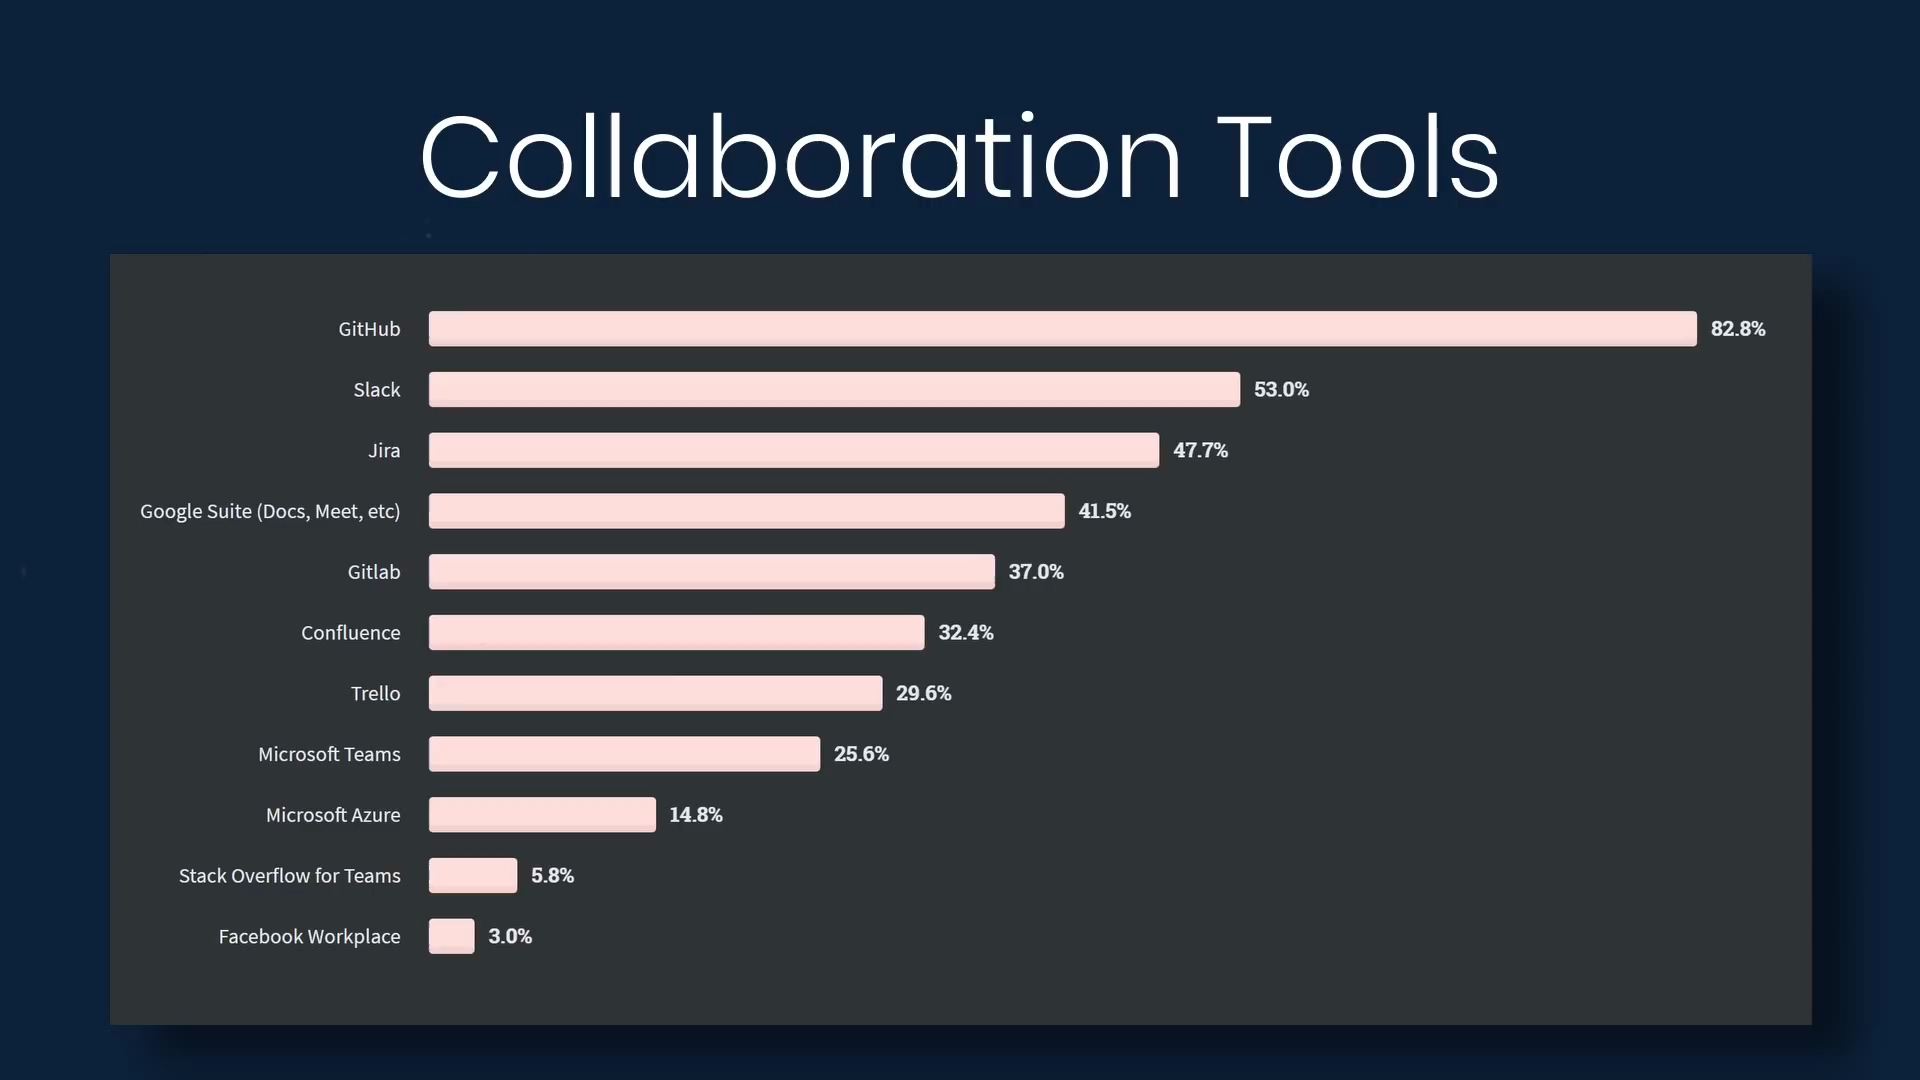 Collaboration Tools
GitHub 82.8%
Slack 53.0%
Jira 47.7%
Google Suite (Docs, Meet, etc) 41.5%
Gitlab 37.0%
Confluence 32.4%
Trello 29.6%
Microsoft Teams 25.6%
Microsoft Azure 14.8%
Stack Overflow for Teams 5.8%
Facebook Workplace 3.0%